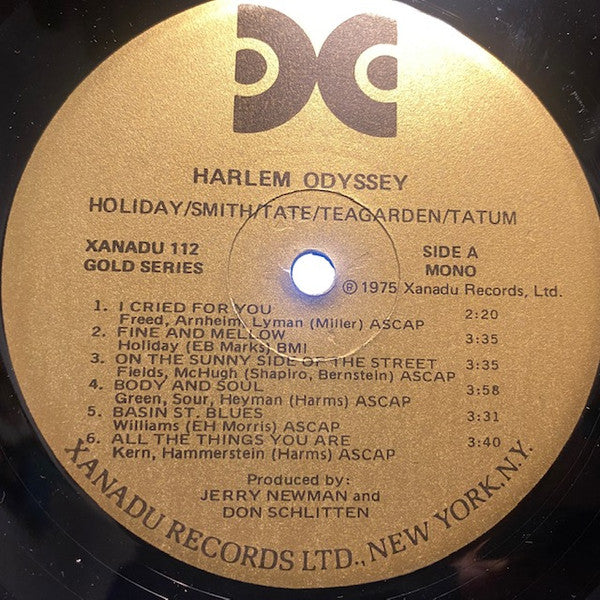 HARLEM ODYSSEY
HOLIDAY/SMITH/TATE/TEAGARDEN/TATUM
XANADU 112 SIDE A
GOLD SERIES MONO
℗ 1975 Xanadu Records, Ltd.
1. I CRIED FOR YOU 2:20
Freed, Arnheim, Lyman (Miller) ASCAP
2. FINE AND MELLOW 3:35
Holiday (EB Marks) BMI
3. ON THE SUNNY SIDE OF THE STREET 3:35
Fields, McHugh (Shapiro, Bernstein) ASCAP
4. BODY AND SOUL 3:58
Green, Sour, Heyman (Harms) ASCAP
5. BASIN ST. BLUES 3:31
Williams (EH Morris) ASCAP
6. ALL THE THINGS YOU ARE 3:40
Kern, Hammerstein (Harms) ASCAP
Produced by:
JERRY NEWMAN and
DON SCHLITTEN
XANADU RECORDS LTD., NEW YORK, N.Y.